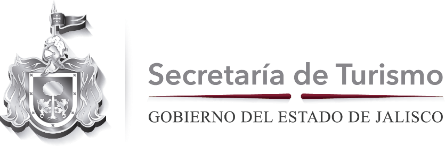 Secretaría de Turismo
GOBIERNO DEL ESTADO DE JALISCO